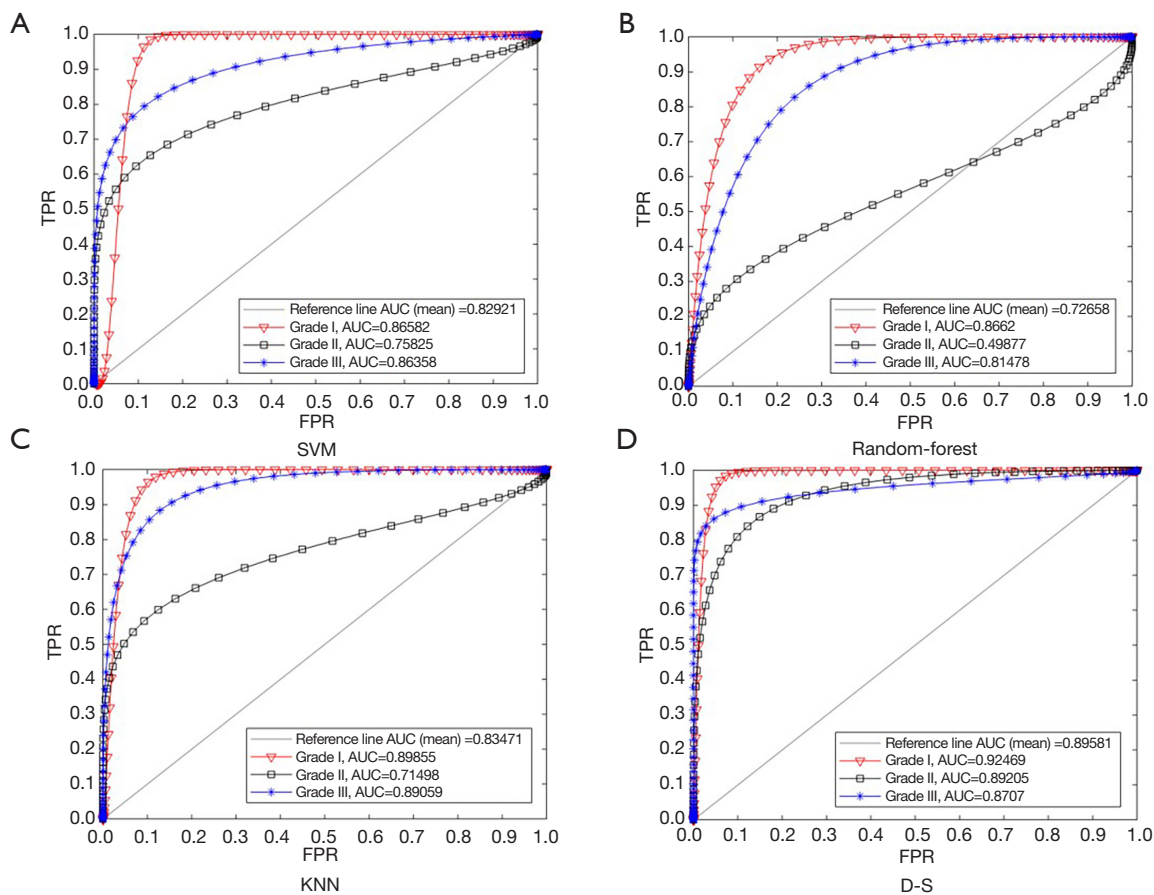 A
1.0
0.9
0.8
0.7
0.6
0.5
0.4
0.3
0.2
0.1
0.0
TPR
Reference line AUC (mean) =0.82921
Grade I, AUC=0.86582
Grade II, AUC=0.75825
Grade III, AUC=0.86358
0.0 0.1 0.2 0.3 0.4 0.5 0.6 0.7 0.8 0.9 1.0
FPR
SVM
B
1.0
0.9
0.8
0.7
0.6
0.5
0.4
0.3
0.2
0.1
0.0
TPR
Reference line AUC (mean) =0.72658
Grade I, AUC=0.8662
Grade II, AUC=0.49877
Grade III, AUC=0.81478
0.0 0.1 0.2 0.3 0.4 0.5 0.6 0.7 0.8 0.9 1.0
FPR
Random-forest
C
1.0
0.9
0.8
0.7
0.6
0.5
0.4
0.3
0.2
0.1
0.0
TPR
Reference line AUC (mean) =0.83471
Grade I, AUC=0.89855
Grade II, AUC=0.71498
Grade III, AUC=0.89059
0.0 0.1 0.2 0.3 0.4 0.5 0.6 0.7 0.8 0.9 1.0
FPR
KNN
D
1.0
0.9
0.8
0.7
0.6
0.5
0.4
0.3
0.2
0.1
0.0
TPR
Reference line AUC (mean) =0.89581
Grade I, AUC=0.92469
Grade II, AUC=0.89205
Grade III, AUC=0.8707
0.0 0.1 0.2 0.3 0.4 0.5 0.6 0.7 0.8 0.9 1.0
FPR
D-S